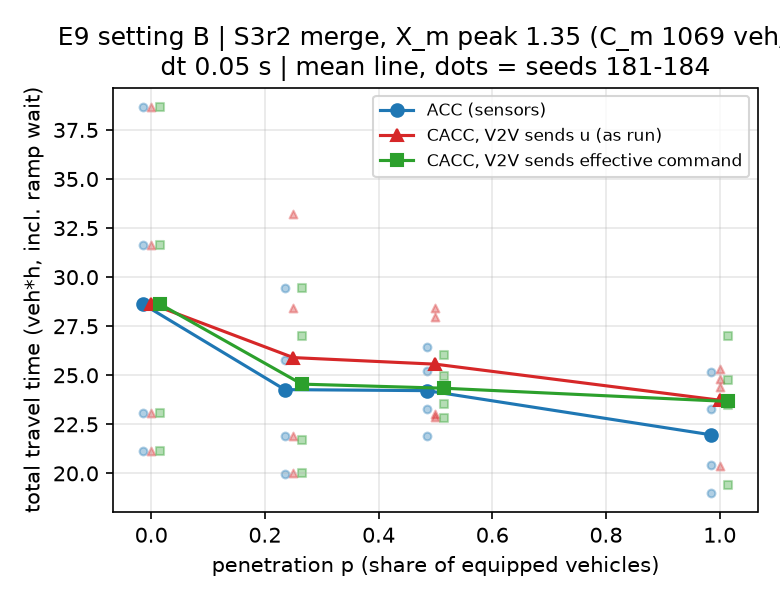 E9 setting B | S3r2 merge, X_m peak 1.35 (C_m 1069 veh,
dt 0.05 s | mean line, dots = seeds 181-184
ACC (sensors)
CACC, V2V sends u (as run)
CACC, V2V sends effective command
total travel time (veh*h, incl. ramp wait)
37.5
35.0
32.5
30.0
27.5
25.0
22.5
20.0
0.0
0.2
0.4
0.6
0.8
1.0
penetration p (share of equipped vehicles)